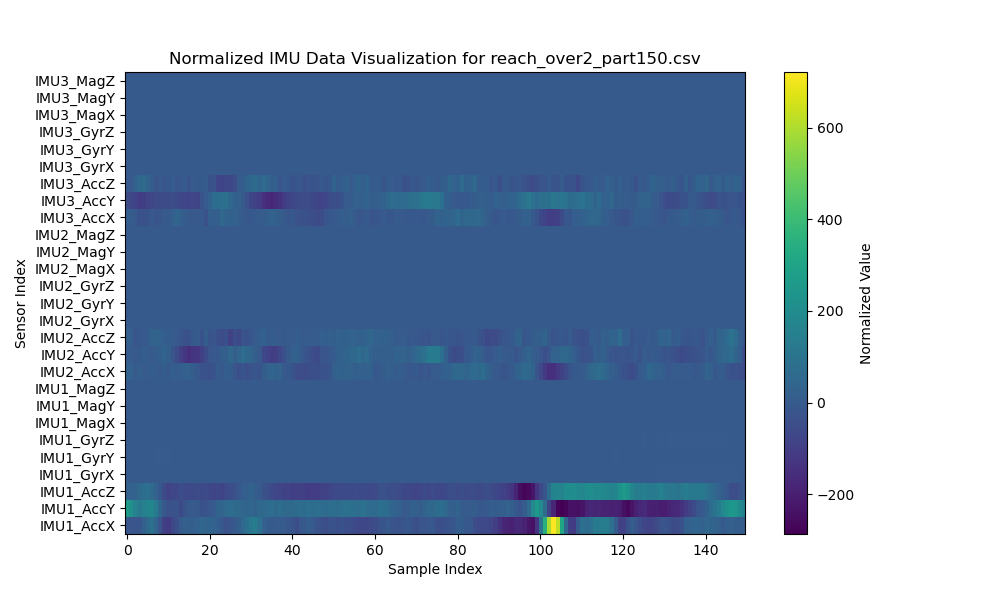 Normalized IMU Data Visualization for reach_over2_part150.csv
Sensor Index
IMU3_MagZ
IMU3_MagY
IMU3_MagX
IMU3_GyrZ
IMU3_GyrY
IMU3_GyrX
IMU3_AccZ
IMU3_AccY
IMU3_AccX
IMU2_MagZ
IMU2_MagY
IMU2_MagX
IMU2_GyrZ
IMU2_GyrY
IMU2_GyrX
IMU2_AccZ
IMU2_AccY
IMU2_AccX
IMU1_MagZ
IMU1_MagY
IMU1_MagX
IMU1_GyrZ
IMU1_GyrY
IMU1_GyrX
IMU1_AccZ
IMU1_AccY
IMU1_AccX
0 20 40 60 80 100 120 140
Sample Index
600
400
200
0
−200
Normalized Value